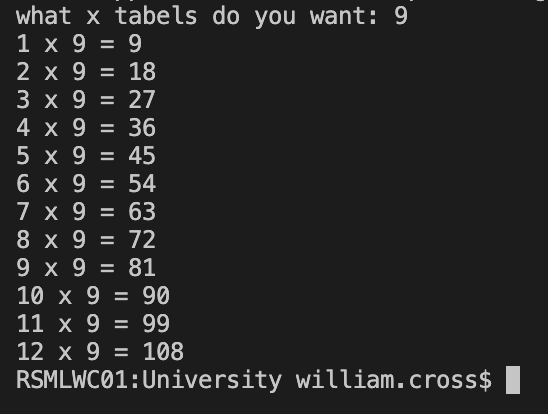 what x tabels do you want: 9
1 x 9 = 9
2 x 9 = 18
3 x 9 = 27
4 x 9 = 36
5 x 9 = 45
6 x 9 = 54
7 x 9 = 63
8 x 9 = 72
9 x 9 = 81
10 x 9 = 90
11 x 9 = 99
12 x 9 = 108
RSMLWC01:University william.cross$